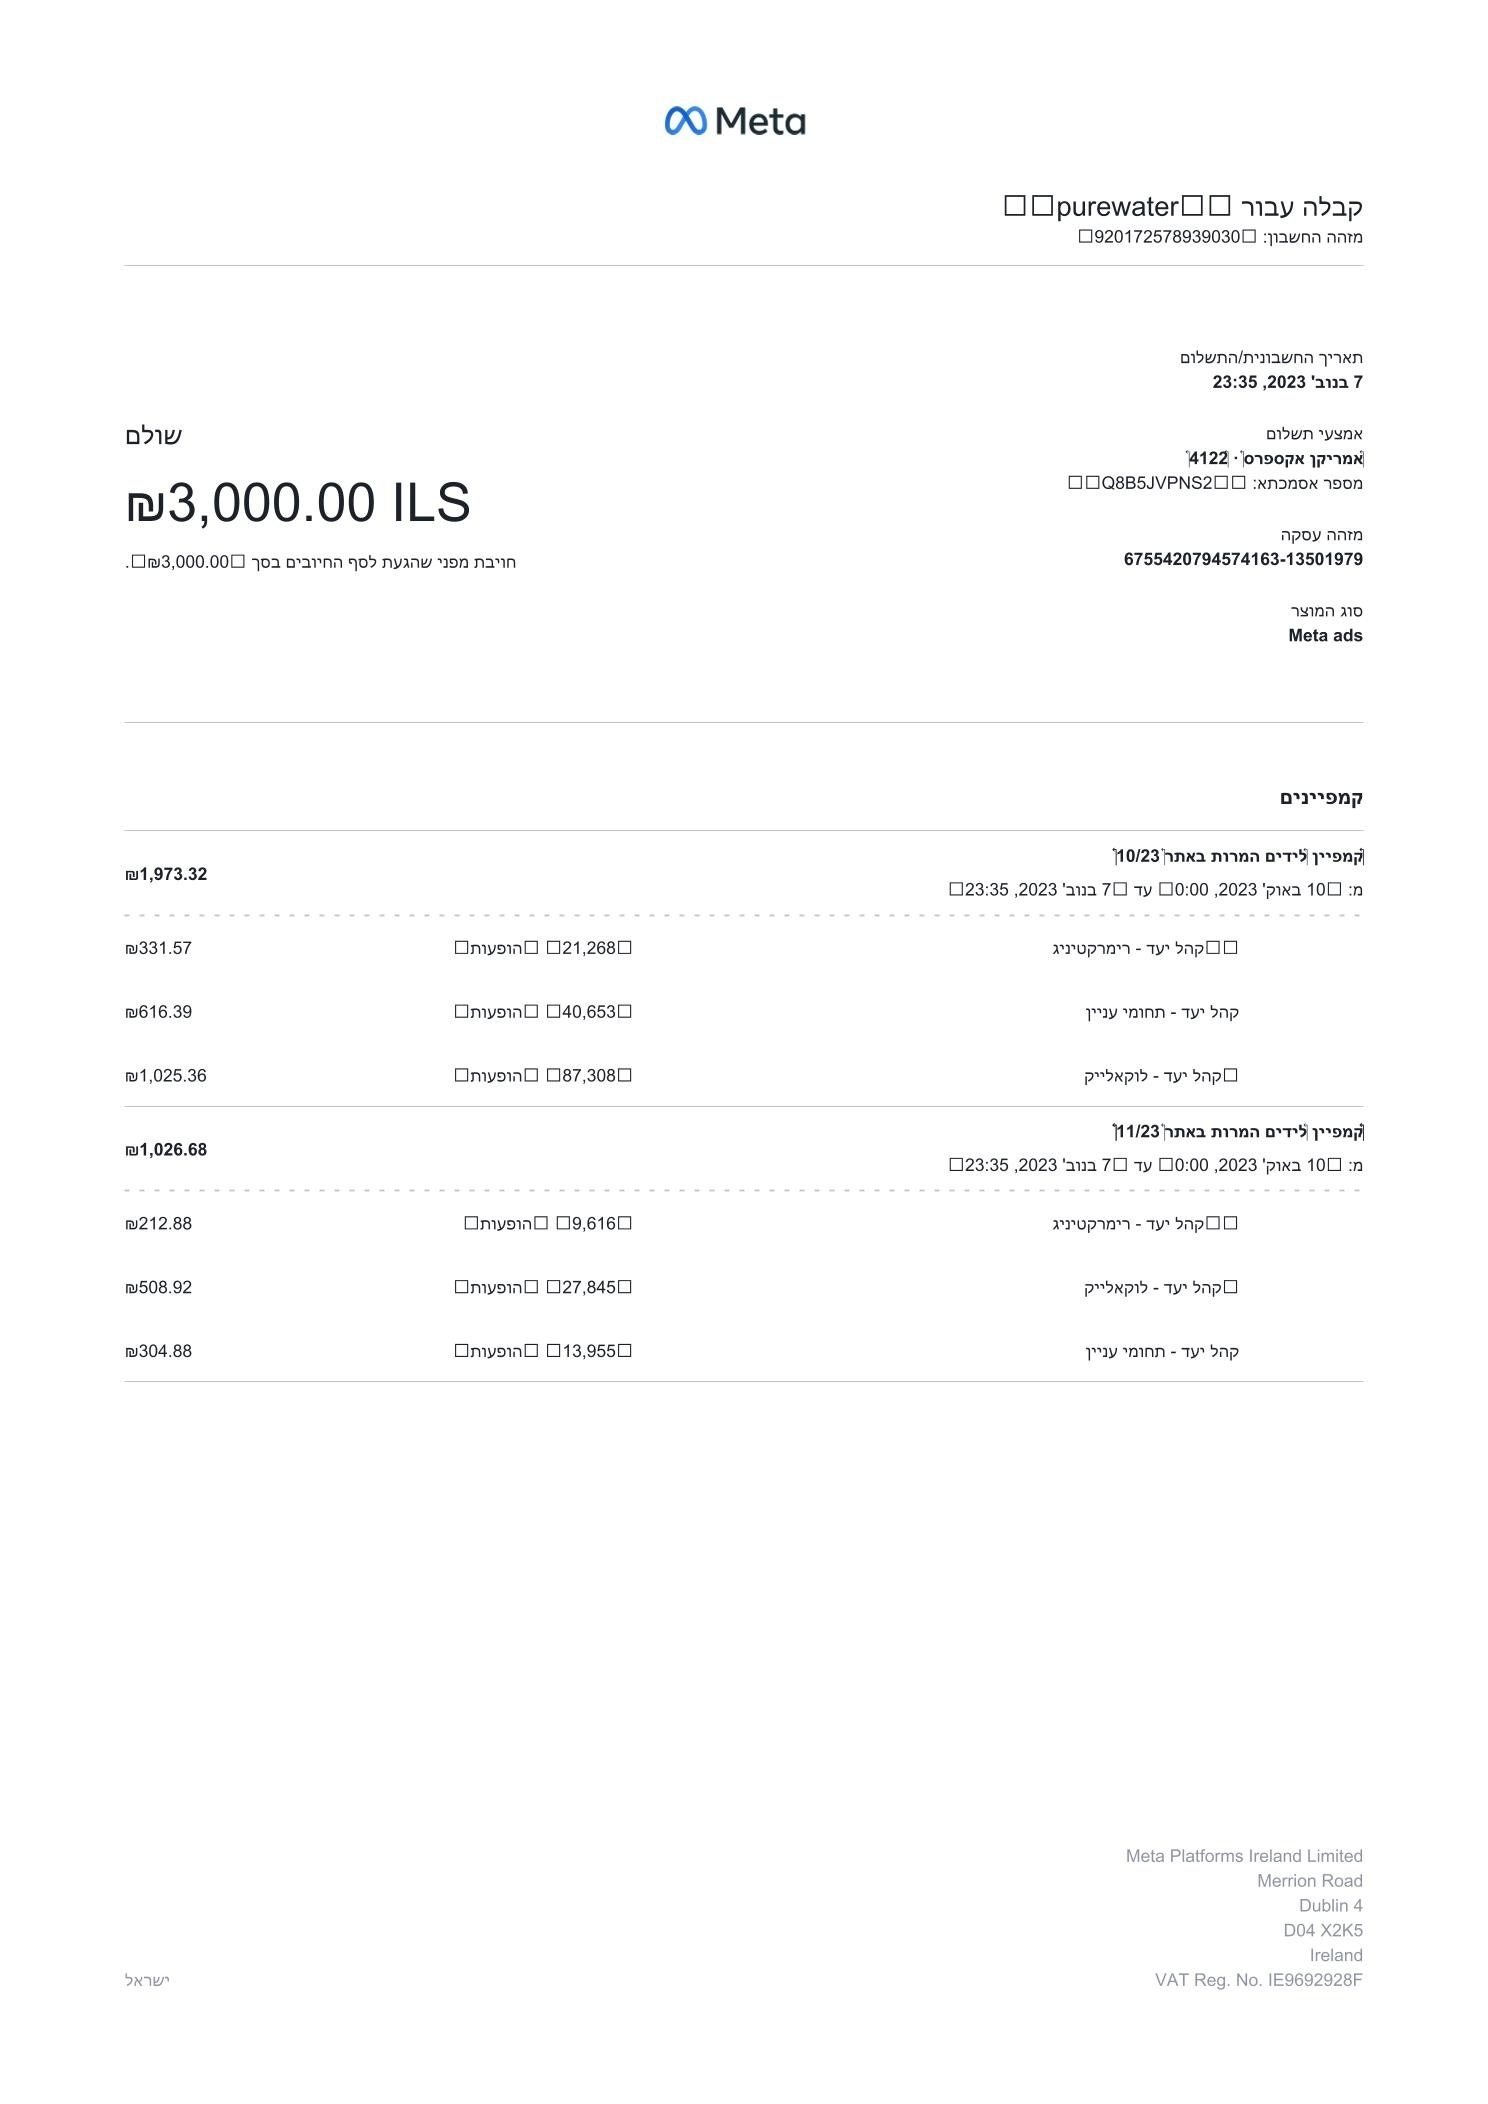 Meta
קבלה עבור purewater
מזהה החשבון: 920172578939030
תאריך החשבונית/התשלום
7 בנוב' 2023, 23:35
אמצעי תשלום
אמריקן אקספרס · 4122
מספר אסמכתא: Q8B5JVPNS2
מזהה עסקה
6755420794574163-13501979
סוג המוצר
Meta ads
שולם
₪3,000.00 ILS
חויבת מפני שהגעת לסף החיובים בסך ₪3,000.00.
קמפיינים
קמפיין לידים המרות באתר 10/23
₪1,973.32
מ: 10 באוק' 2023, 0:00 עד 7 בנוב' 2023, 23:35
קהל יעד - רימרקטיניג 21,268 הופעות ₪331.57
קהל יעד - תחומי עניין 40,653 הופעות ₪616.39
קהל יעד - לוקאלייק 87,308 הופעות ₪1,025.36
קמפיין לידים המרות באתר 11/23
₪1,026.68
מ: 10 באוק' 2023, 0:00 עד 7 בנוב' 2023, 23:35
קהל יעד - רימרקטיניג 9,616 הופעות ₪212.88
קהל יעד - לוקאלייק 27,845 הופעות ₪508.92
קהל יעד - תחומי עניין 13,955 הופעות ₪304.88
Meta Platforms Ireland Limited
Merrion Road
Dublin 4
D04 X2K5
Ireland
VAT Reg. No. IE9692928F
ישראל